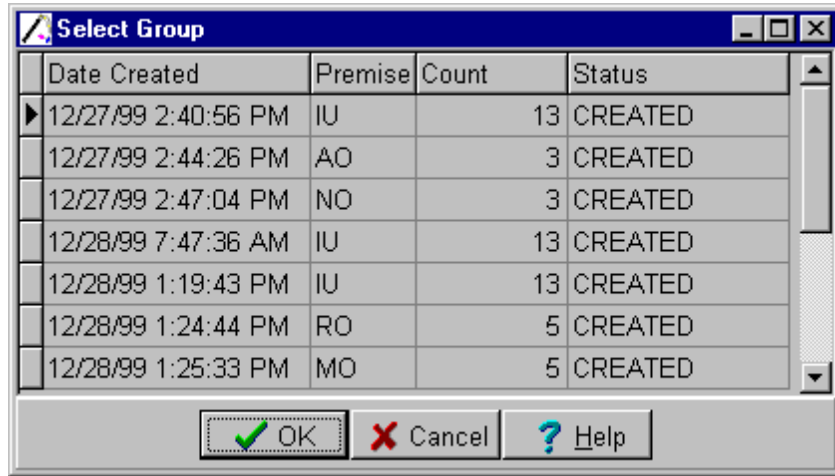 Select Group
Date Created Premise Count Status
12/27/99 2:40:56 PM IU 13 CREATED
12/27/99 2:44:26 PM AO 3 CREATED
12/27/99 2:47:04 PM NO 3 CREATED
12/28/99 7:47:36 AM IU 13 CREATED
12/28/99 1:19:43 PM IU 13 CREATED
12/28/99 1:24:44 PM RO 5 CREATED
12/28/99 1:25:33 PM MO 5 CREATED
OK Cancel Help